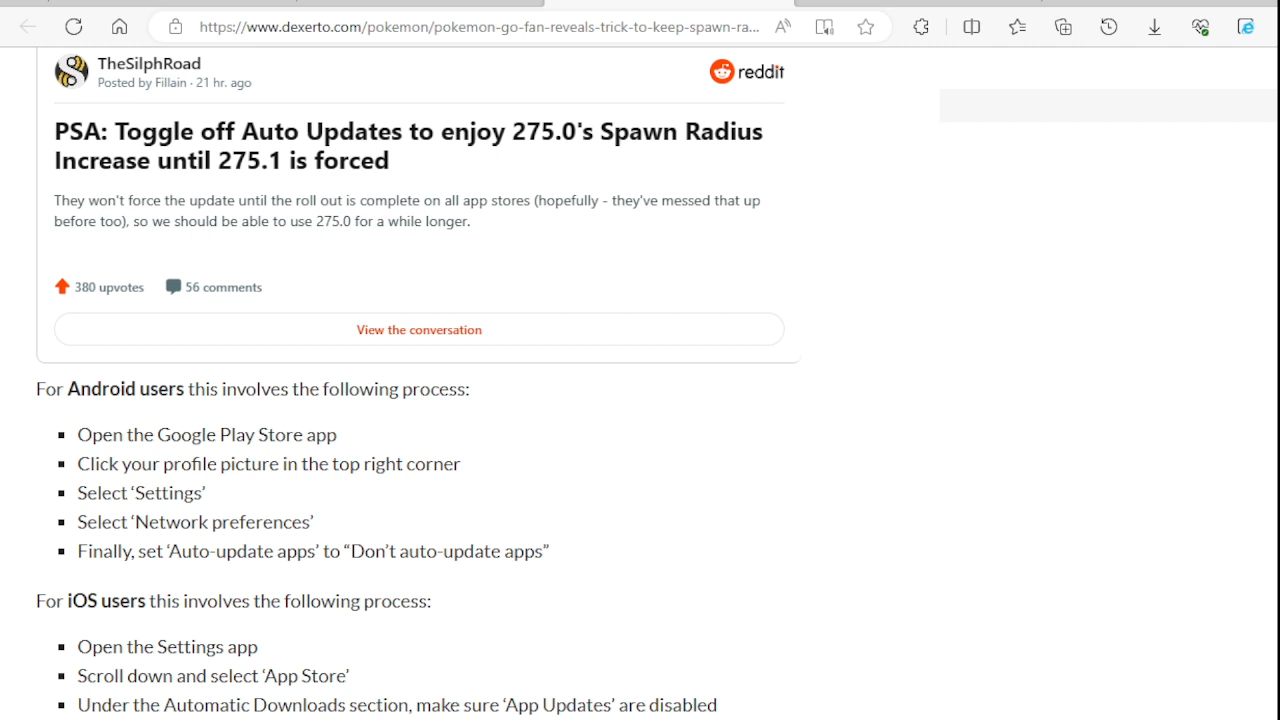 https://www.dexerto.com/pokemon/pokemon-go-fan-reveals-trick-to-keep-spawn-ra...
TheSilphRoad
Posted by Fillain · 21 hr. ago
reddit
PSA: Toggle off Auto Updates to enjoy 275.0's Spawn Radius
Increase until 275.1 is forced
They won't force the update until the roll out is complete on all app stores (hopefully - they've messed that up
before too), so we should be able to use 275.0 for a while longer.
380 upvotes 56 comments
View the conversation
For Android users this involves the following process:
▪ Open the Google Play Store app
▪ Click your profile picture in the top right corner
▪ Select ‘Settings’
▪ Select ‘Network preferences’
▪ Finally, set ‘Auto-update apps’ to “Don’t auto-update apps”
For iOS users this involves the following process:
▪ Open the Settings app
▪ Scroll down and select ‘App Store’
▪ Under the Automatic Downloads section, make sure ‘App Updates’ are disabled